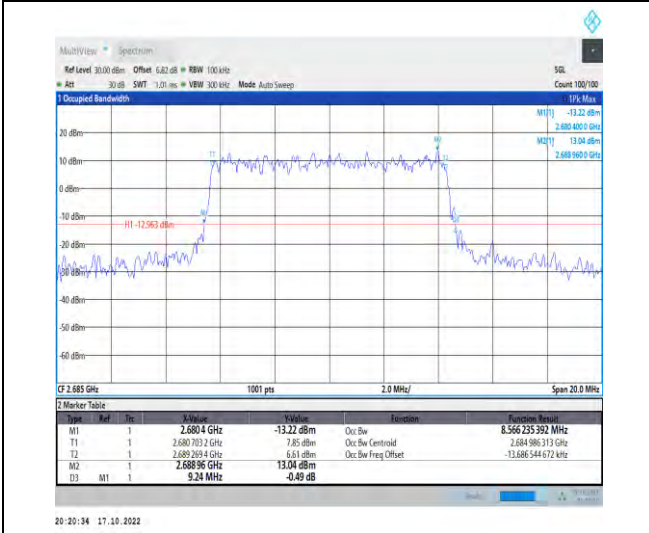 MultiView Spectrum
Ref Level 30.00 dBm Offset 6.82 dB RBW 100 kHz SGL
Att 30 dB SWT 1.01 ms VBW 300 kHz Mode Auto Sweep Count 100/100
1 Occupied Bandwidth 1Pk Max
M1[1] -13.22 dBm
2.680 400 0 GHz
M2[1] 13.04 dBm
2.688 960 0 GHz
20 dBm
M2
T1
T2
10 dBm
0 dBm
-10 dBm
M1
H1 -12.963 dBm
-20 dBm
-30 dBm
-40 dBm
-50 dBm
-60 dBm
CF 2.685 GHz 1001 pts 2.0 MHz/ Span 20.0 MHz
2 Marker Table
Type Ref Trc X-Value Y-Value Function Function Result
M1 1 2.6804 GHz -13.22 dBm Occ Bw 8.566 235 392 MHz
T1 1 2.680 703 2 GHz 7.85 dBm Occ Bw Centroid 2.684 986 313 GHz
T2 1 2.689 269 4 GHz 6.61 dBm Occ Bw Freq Offset -13.686 544 672 kHz
M2 1 2.688 96 GHz 13.04 dBm
D3 M1 1 9.24 MHz -0.49 dB
20:20:34 17.10.2022